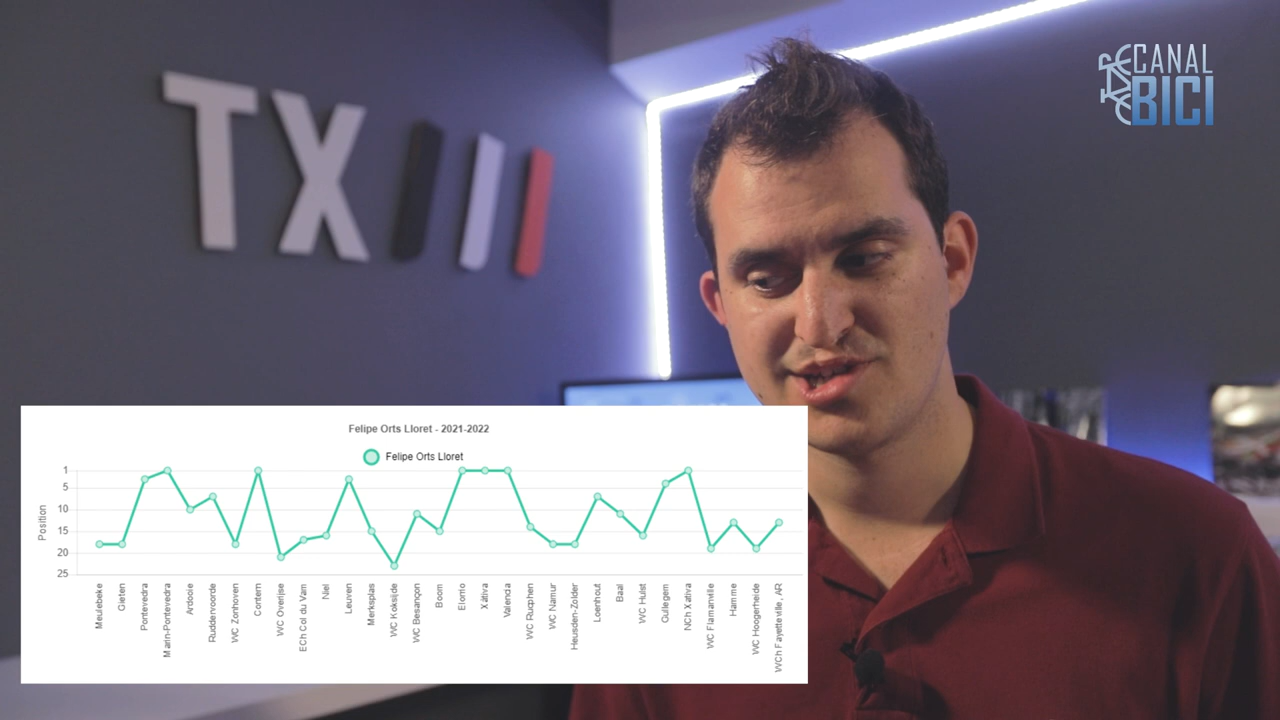 TX
CANAL
BICI
Felipe Orts Lloret - 2021-2022
Felipe Orts Lloret
Position
1
5
10
15
20
25
Meulebeke
Gieten
Pontevedra
Marin-Pontevedra
Ardooie
Ruddervoorde
WC Zonhoven
Contern
WC Overijse
ECh Col du Vam
Niel
Leuven
Merksplas
WC Koksijde
WC Besançon
Boom
Elorrio
Xátiva
Valencia
WC Rucphen
WC Namur
Heusden-Zolder
Loenhout
Baal
WC Hulst
Gullegem
NCh Xativa
WC Flamanville
Hamme
WC Hoogerheide
WCh Fayetteville, AR